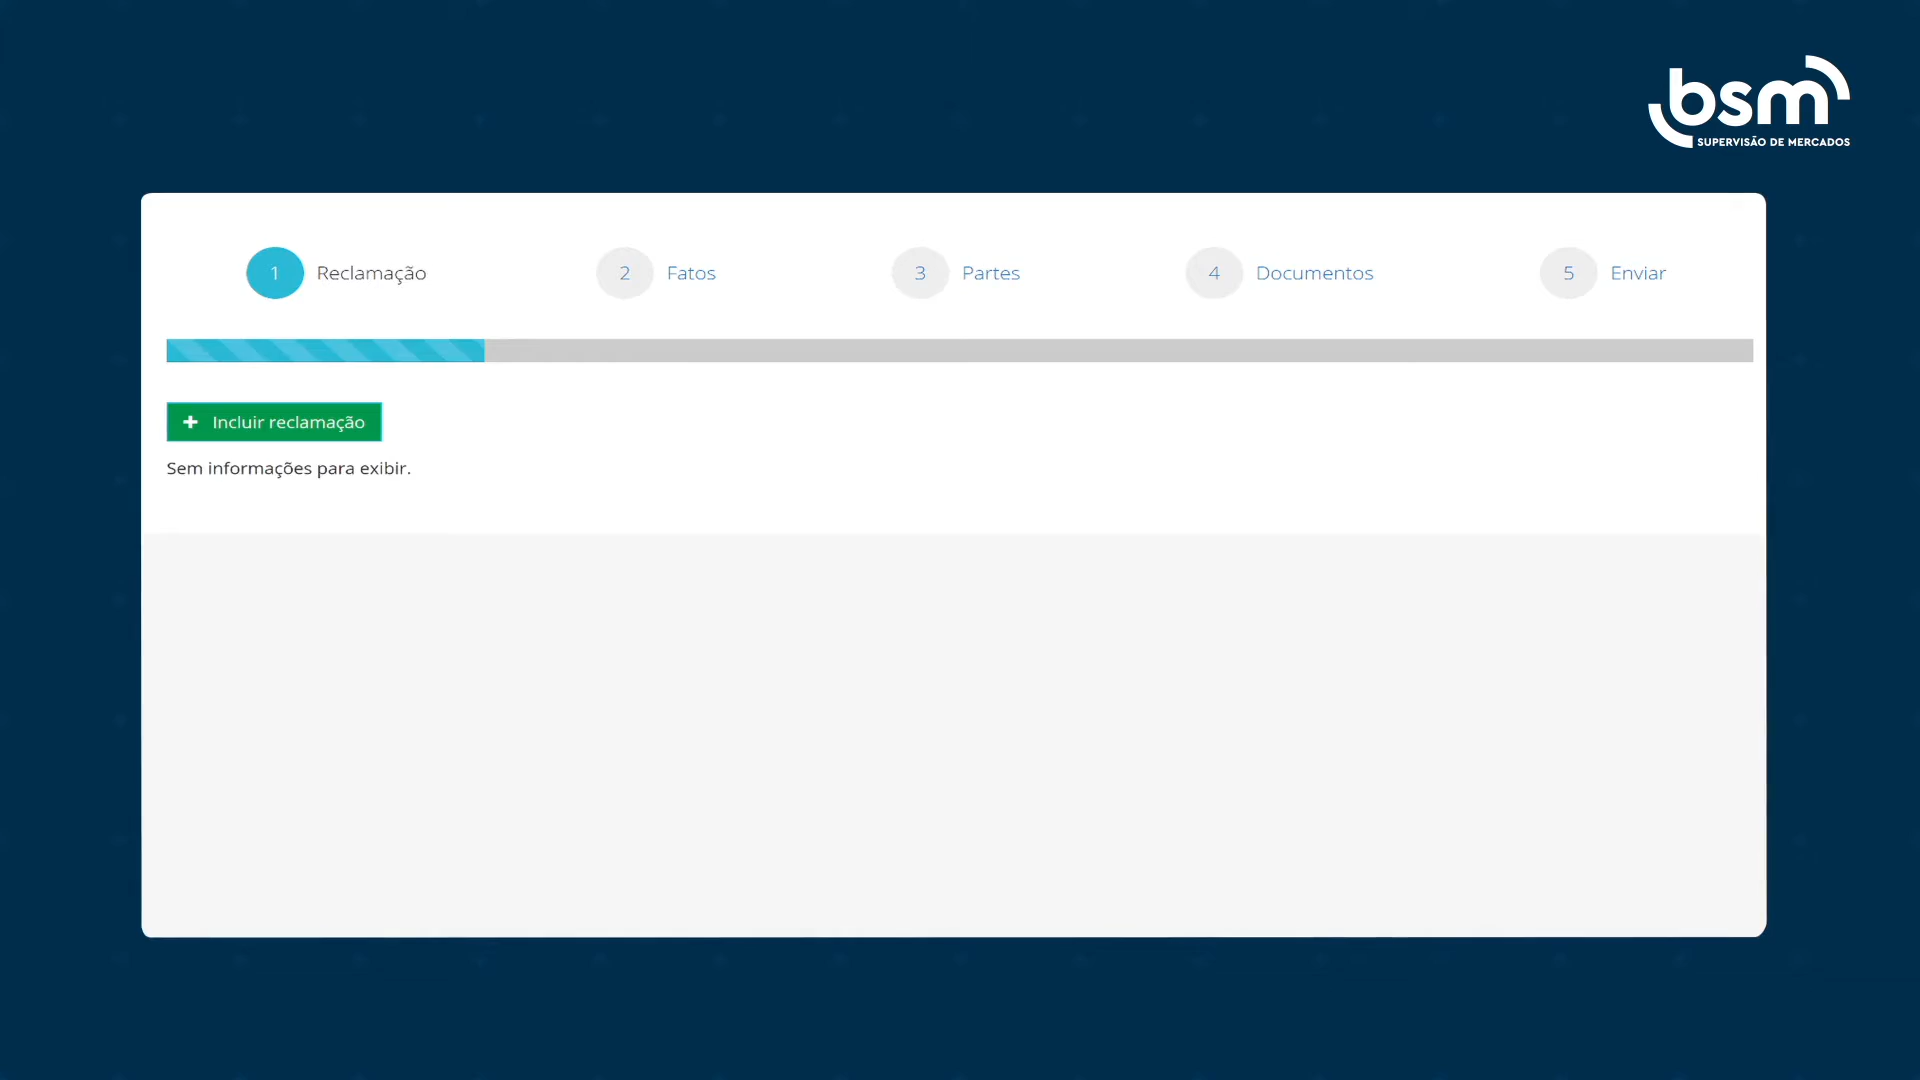 bsm
SUPERVISÃO DE MERCADOS
1 Reclamação 2 Fatos 3 Partes 4 Documentos 5 Enviar
+ Incluir reclamação
Sem informações para exibir.